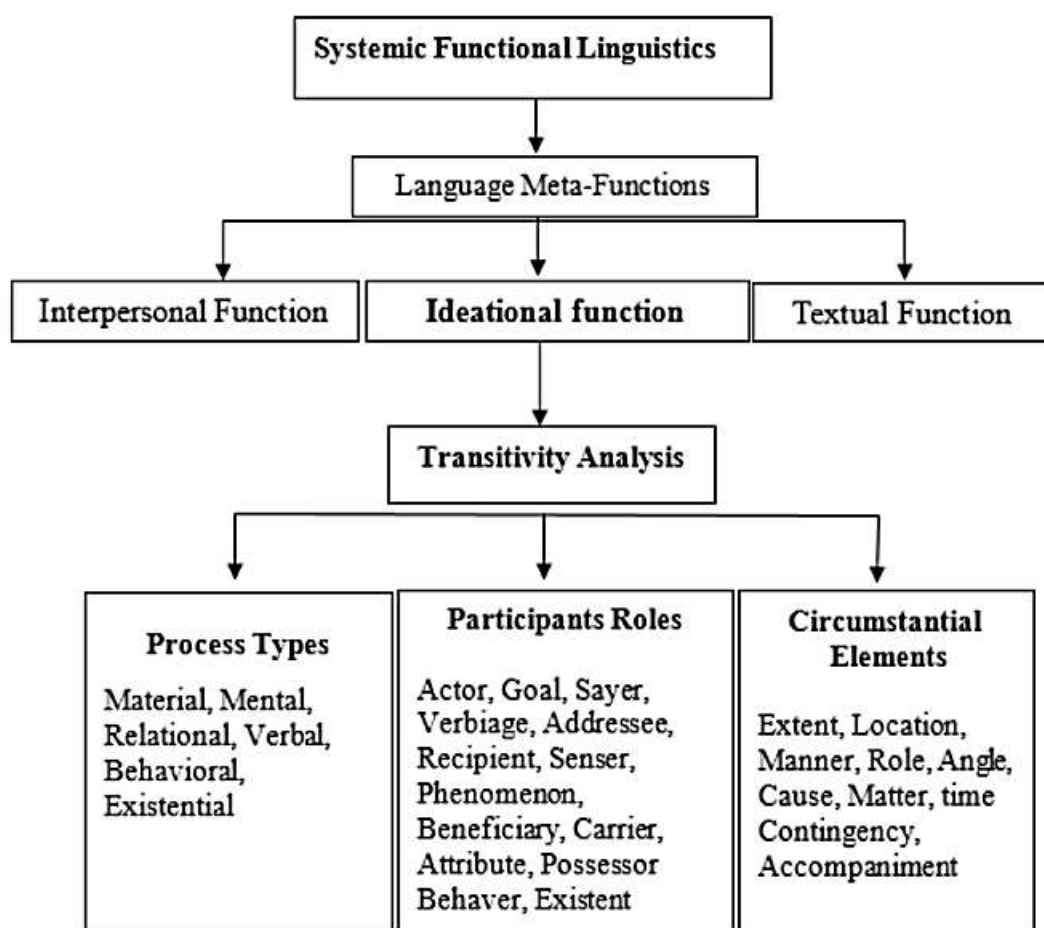 Systemic Functional Linguistics
Language Meta-Functions
Interpersonal Function
Ideational function
Textual Function
Transitivity Analysis
Process Types
Material, Mental,
Relational, Verbal,
Behavioral,
Existential
Participants Roles
Actor, Goal, Sayer,
Verbiage, Addressee,
Recipient, Senser,
Phenomenon,
Beneficiary, Carrier,
Attribute, Possessor
Behaver, Existent
Circumstantial
Elements
Extent, Location,
Manner, Role, Angle,
Cause, Matter, time
Contingency,
Accompaniment